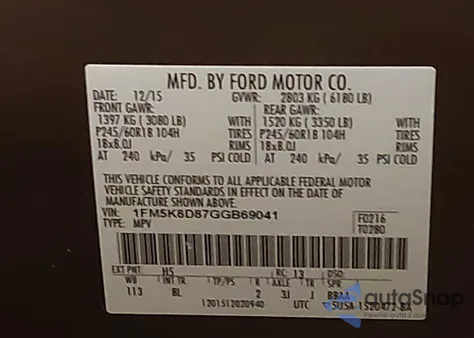 MFD. BY FORD MOTOR CO.
DATE: 12/15 GVWR: 2803 KG ( 6180 LB)
FRONT GAWR: REAR GAWR:
1397 KG ( 3080 LB) WITH 1520 KG ( 3350 LB) WITH
P245/60R18 104H TIRES P245/60R18 104H TIRES
18x8.0J RIMS 18x8.0J RIMS
AT 240 kPa/ 35 PSI COLD AT 240 kPa/ 35 PSI COLD
THIS VEHICLE CONFORMS TO ALL APPLICABLE FEDERAL MOTOR
VEHICLE SAFETY STANDARDS IN EFFECT ON THE DATE OF
MANUFACTURE SHOWN ABOVE.
VIN: 1FM5K8D87GGB69041 F0216
TYPE: MPV T0280
EXT PNT: H5 RC: 13 DSO:
WB BL TP/PS R AXLE TR SPR
113 BL 2 3J J BBAA
1201512020940 UTC
autoSnap